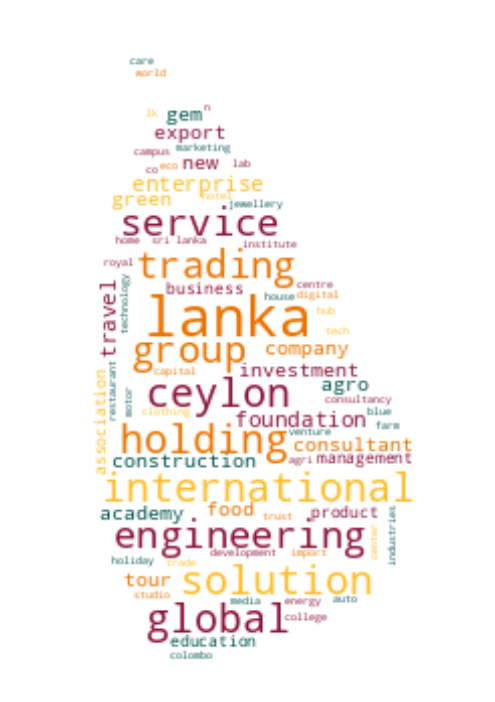 care
world
lk gem n
export
campus marketing
co eco new lab
enterprise
green hotel
jewellery
service
home sri lanka institute
royal trading
travel technology business centre
house digital
lanka hub
tech
group company
capital investment
association restaurant motor ceylon agro
consultancy
clothing foundation blue
farm
holding venture consultant
construction agri management
international
academy food trust product
engineering center industries
development import
holiday trade
tour solution
studio media energy auto
global college
education
colombo